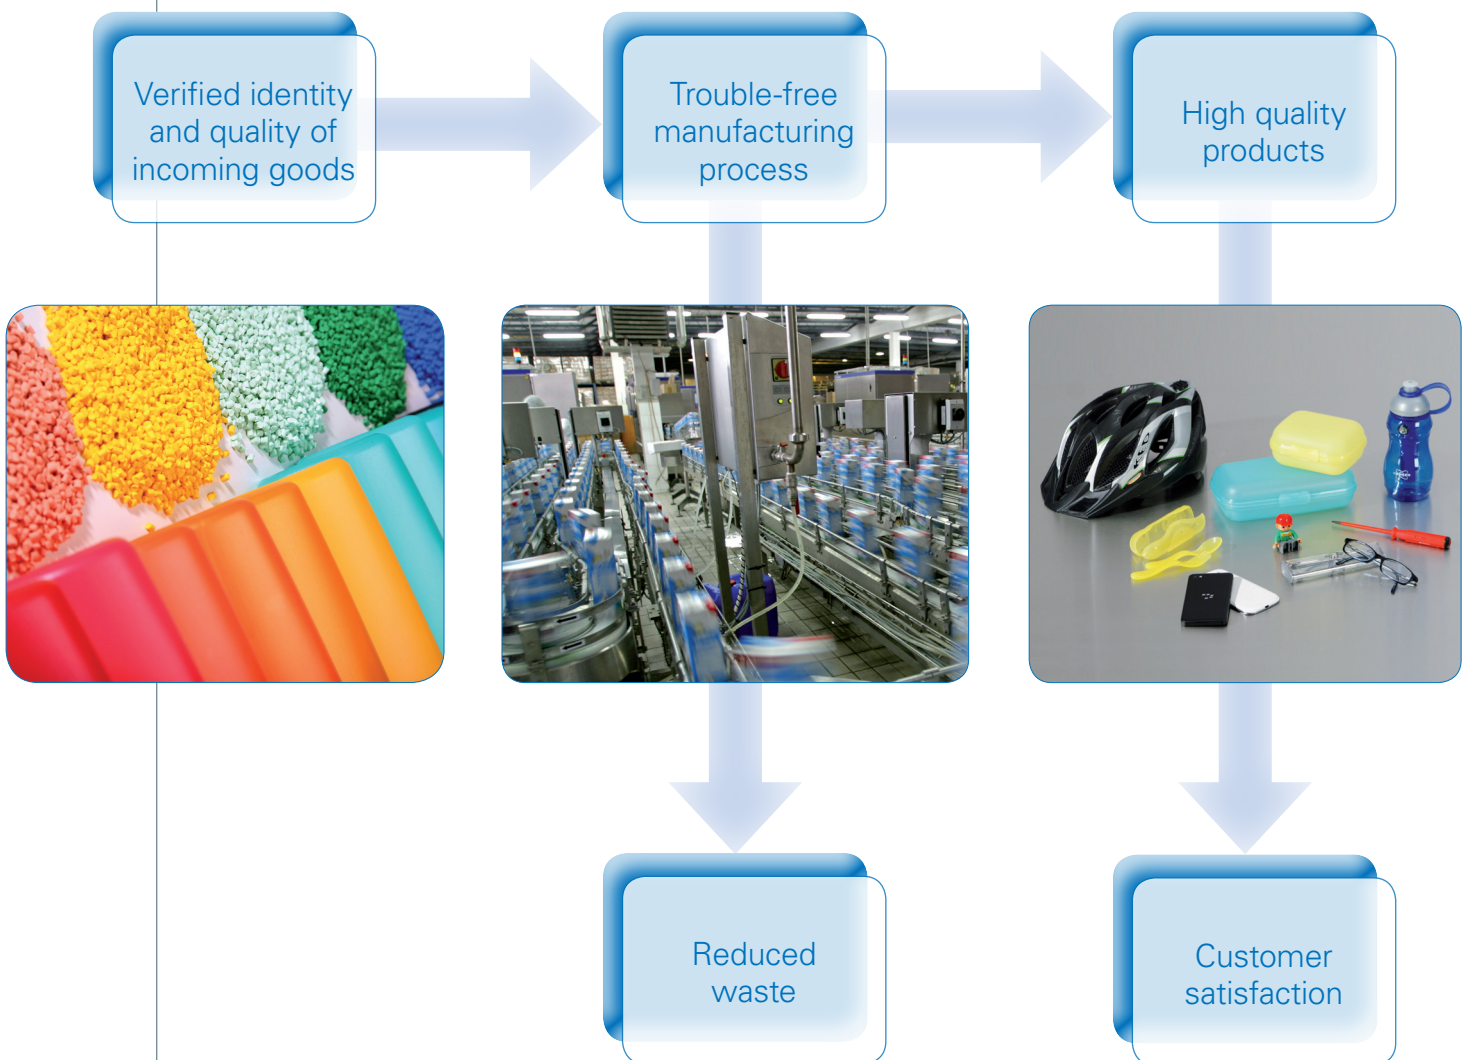 Verified identity
and quality of
incoming goods
Trouble-free
manufacturing
process
High quality
products
Reduced
waste
Customer
satisfaction